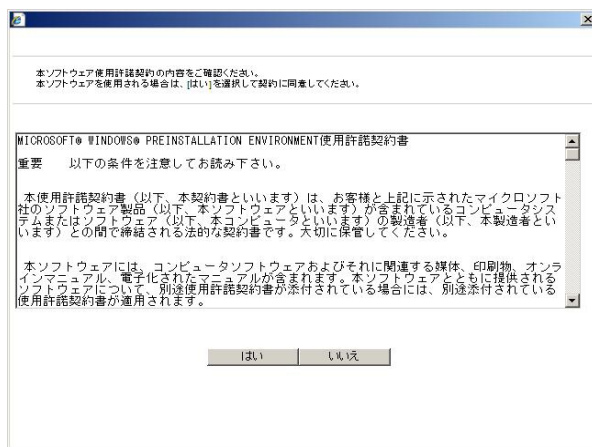 本ソフトウェア使用許諾契約の内容をご確認ください。
本ソフトウェアを使用される場合は、[はい]を選択して契約に同意してください。
MICROSOFT® WINDOWS® PREINSTALLATION ENVIRONMENT使用許諾契約書
重要　以下の条件を注意してお読み下さい。
本使用許諾契約書（以下、本契約書といいます）は、お客様と上記に示されたマイクロソフト
社のソフトウェア製品（以下、本ソフトウェアといいます）が含まれているコンピュータシス
テムまたはソフトウェア（以下、本コンピュータといいます）の製造者（以下、本製造者とい
います）との間で締結される法的な契約書です。大切に保管してください。
本ソフトウェアには、コンピュータソフトウェアおよびそれに関連する媒体、印刷物、オンラ
インマニュアル、電子化されたマニュアルが含まれます。本ソフトウェアとともに提供される
ソフトウェアについて、別途使用許諾契約書が添付されている場合には、別途添付されている
使用許諾契約書が適用されます。
はい
いいえ